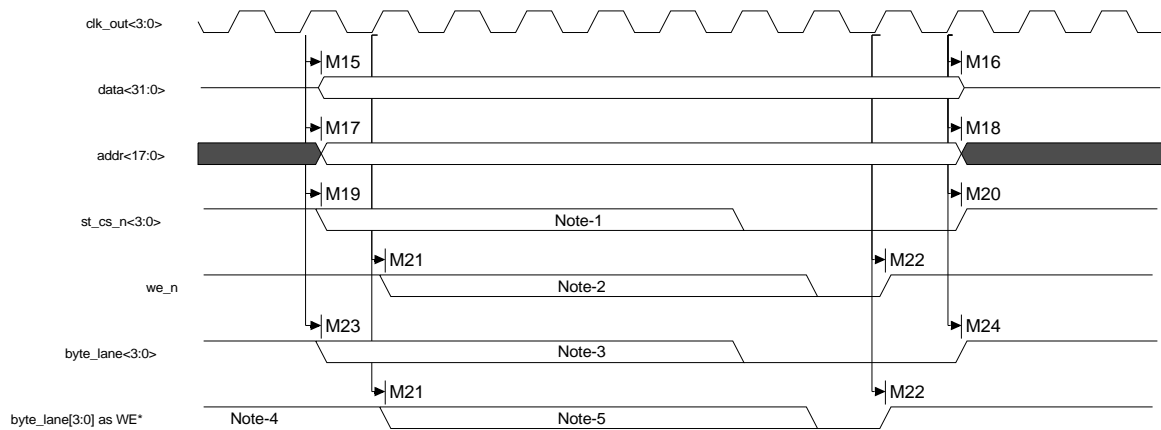 clk_out<3:0>
M15 M16
data<31:0>
M17 M18
addr<17:0>
M19 M20
st_cs_n<3:0> Note-1
M21 M22
we_n Note-2
M23 M24
byte_lane<3:0> Note-3
M21 M22
byte_lane[3:0] as WE* Note-4 Note-5